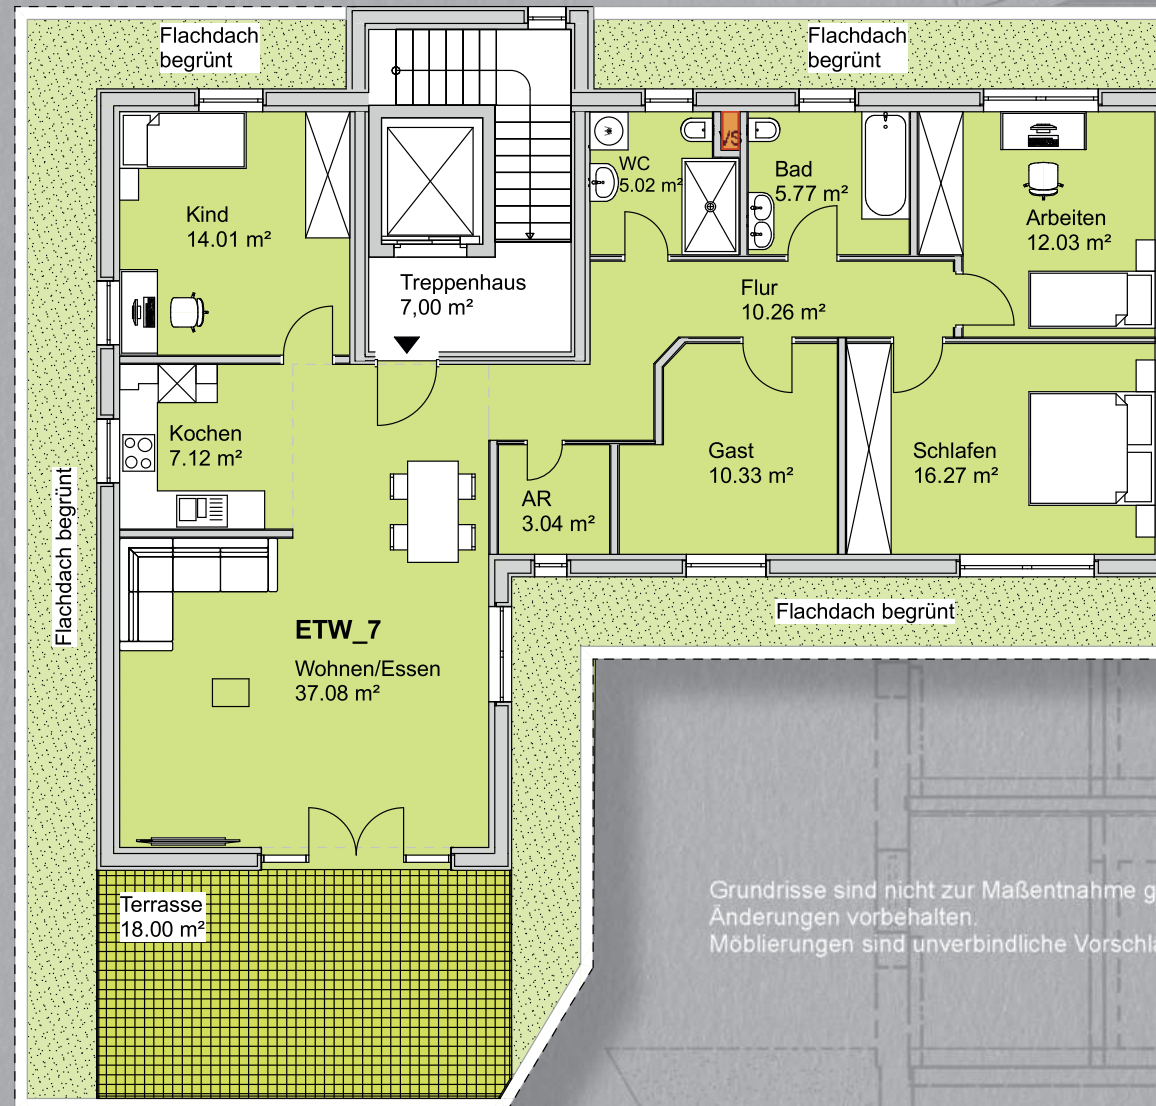 Flachdach
begrünt
Flachdach
begrünt
WC
5.02 m²
VS
Bad
5.77 m²
Kind
14.01 m²
Arbeiten
12.03 m²
Treppenhaus
7,00 m²
Flur
10.26 m²
Kochen
7.12 m²
Gast
10.33 m²
Schlafen
16.27 m²
AR
3.04 m²
Flachdach begrünt
Flachdach begrünt
ETW_7
Wohnen/Essen
37.08 m²
Terrasse
18.00 m²
Grundrisse sind nicht zur Maßentnahme g
Änderungen vorbehalten.
Möblierungen sind unverbindliche Vorschl